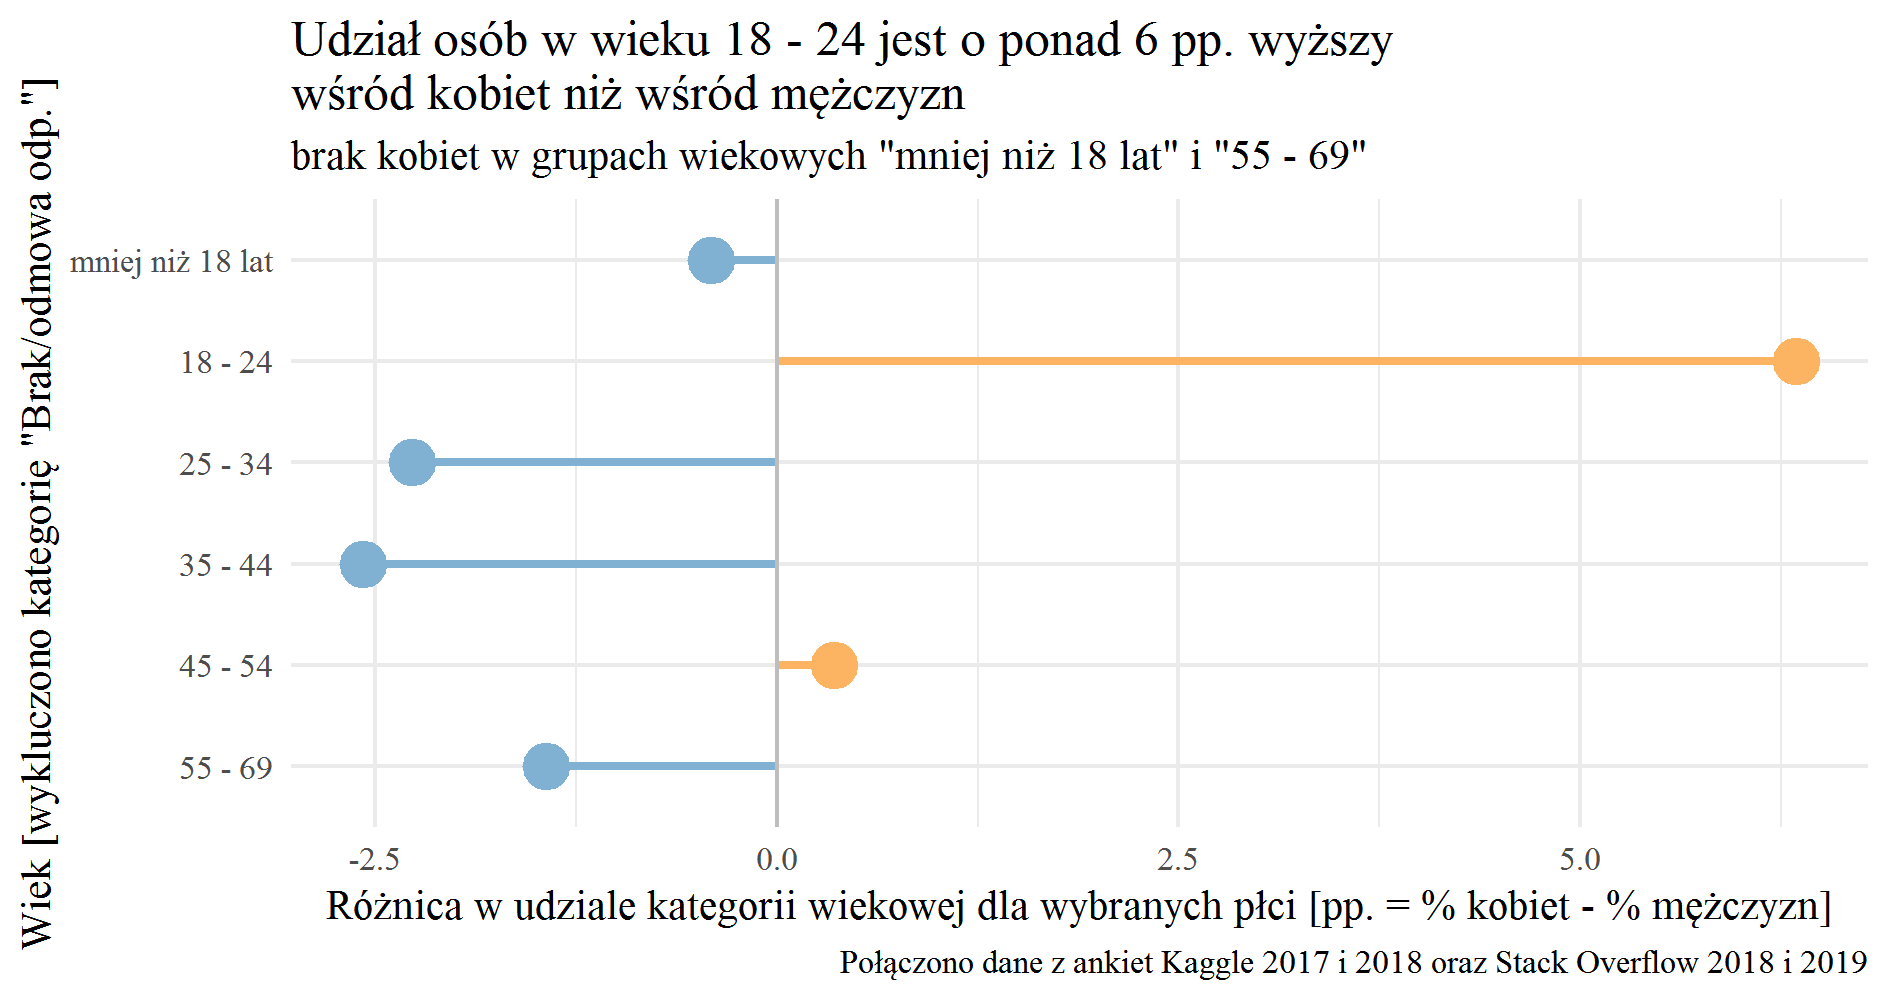 Udział osób w wieku 18 - 24 jest o ponad 6 pp. wyższy
wśród kobiet niż wśród mężczyzn
brak kobiet w grupach wiekowych "mniej niż 18 lat" i "55 - 69"
Wiek [wykluczono kategorię "Brak/odmowa odp."]
mniej niż 18 lat
18 - 24
25 - 34
35 - 44
45 - 54
55 - 69
-2.5 0.0 2.5 5.0
Różnica w udziale kategorii wiekowej dla wybranych płci [pp. = % kobiet - % mężczyzn]
Połączono dane z ankiet Kaggle 2017 i 2018 oraz Stack Overflow 2018 i 2019